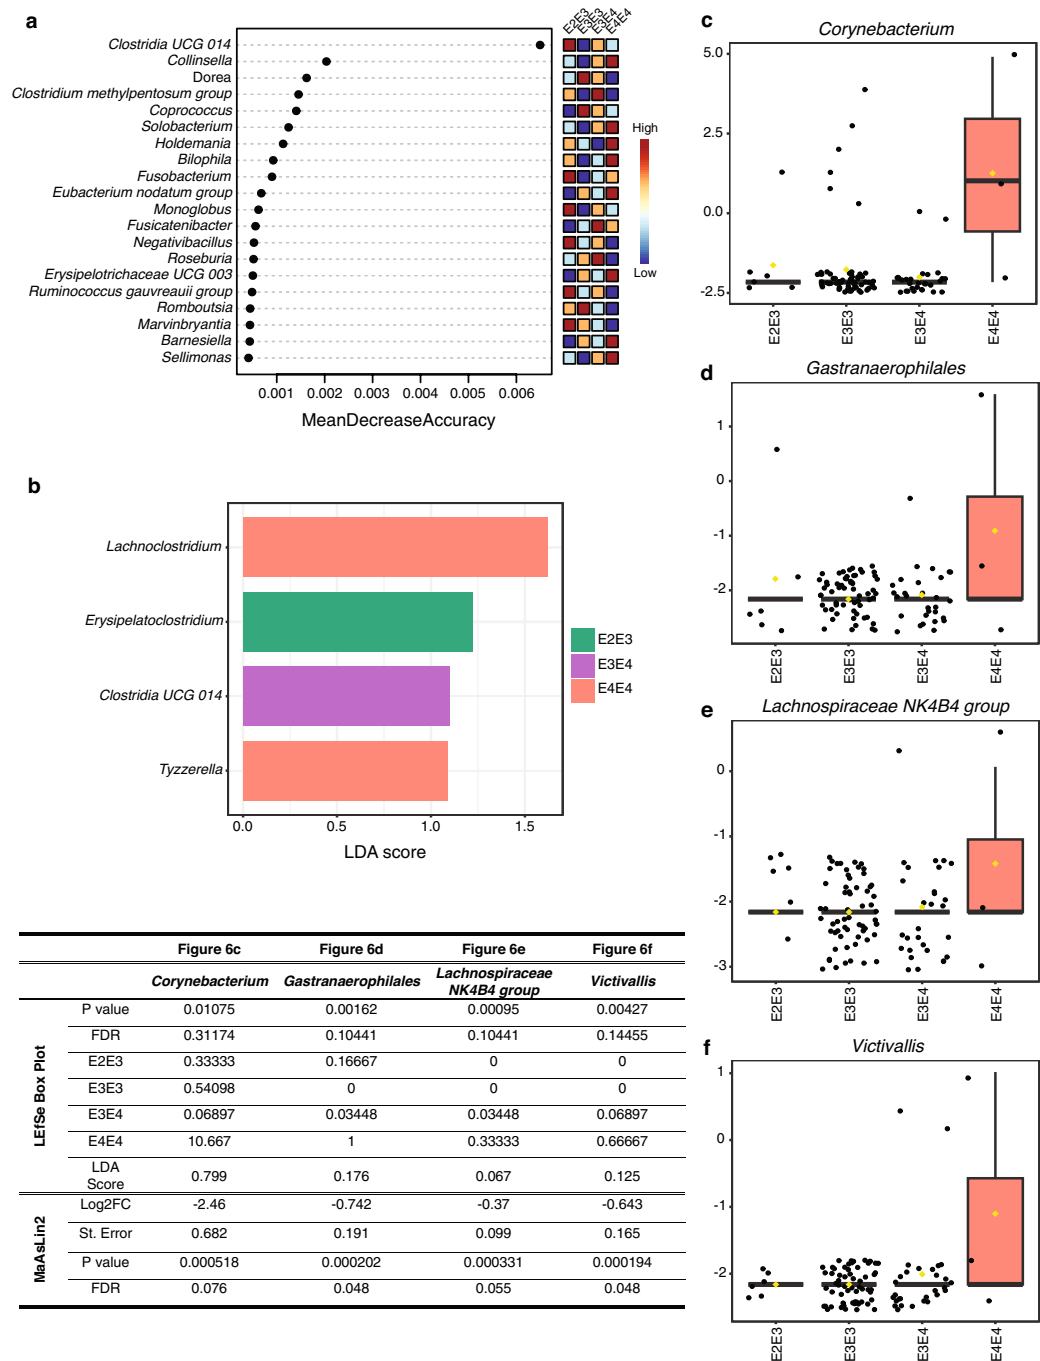 a
E2E3
E3E3
E3E4
E4E4
Clostridia UCG 014
Collinsella
Dorea
Clostridium methylpentosum group
Coprococcus
Solobacterium
Holdemania
Bilophila
Fusobacterium
Eubacterium nodatum group
Monoglobus
Fusicatenibacter
Negativibacillus
Roseburia
Erysipelotrichaceae UCG 003
Ruminococcus gauvreauii group
Romboutsia
Marvinbryantia
Barnesiella
Sellimonas
High
Low
0.001 0.002 0.003 0.004 0.005 0.006
MeanDecreaseAccuracy
b
Lachnoclostridium
Erysipelatoclostridium
Clostridia UCG 014
Tyzzerella
E2E3
E3E4
E4E4
0.0 0.5 1.0 1.5
LDA score
Figure 6c Figure 6d Figure 6e Figure 6f
Corynebacterium Gastranaerophilales Lachnospiraceae NK4B4 group Victivallis
LEfSe Box Plot
P value 0.01075 0.00162 0.00095 0.00427
FDR 0.31174 0.10441 0.10441 0.14455
E2E3 0.33333 0.16667 0 0
E3E3 0.54098 0 0 0
E3E4 0.06897 0.03448 0.03448 0.06897
E4E4 10.667 1 0.33333 0.66667
LDA Score 0.799 0.176 0.067 0.125
MaAsLin2
Log2FC -2.46 -0.742 -0.37 -0.643
St. Error 0.682 0.191 0.099 0.165
P value 0.000518 0.000202 0.000331 0.000194
FDR 0.076 0.048 0.055 0.048
c
Corynebacterium
5.0
2.5
0.0
-2.5
E2E3 E3E3 E3E4 E4E4
d
Gastranaerophilales
1
0
-1
-2
E2E3 E3E3 E3E4 E4E4
e
Lachnospiraceae NK4B4 group
0
-1
-2
-3
E2E3 E3E3 E3E4 E4E4
f
Victivallis
1
0
-1
-2
E2E3 E3E3 E3E4 E4E4